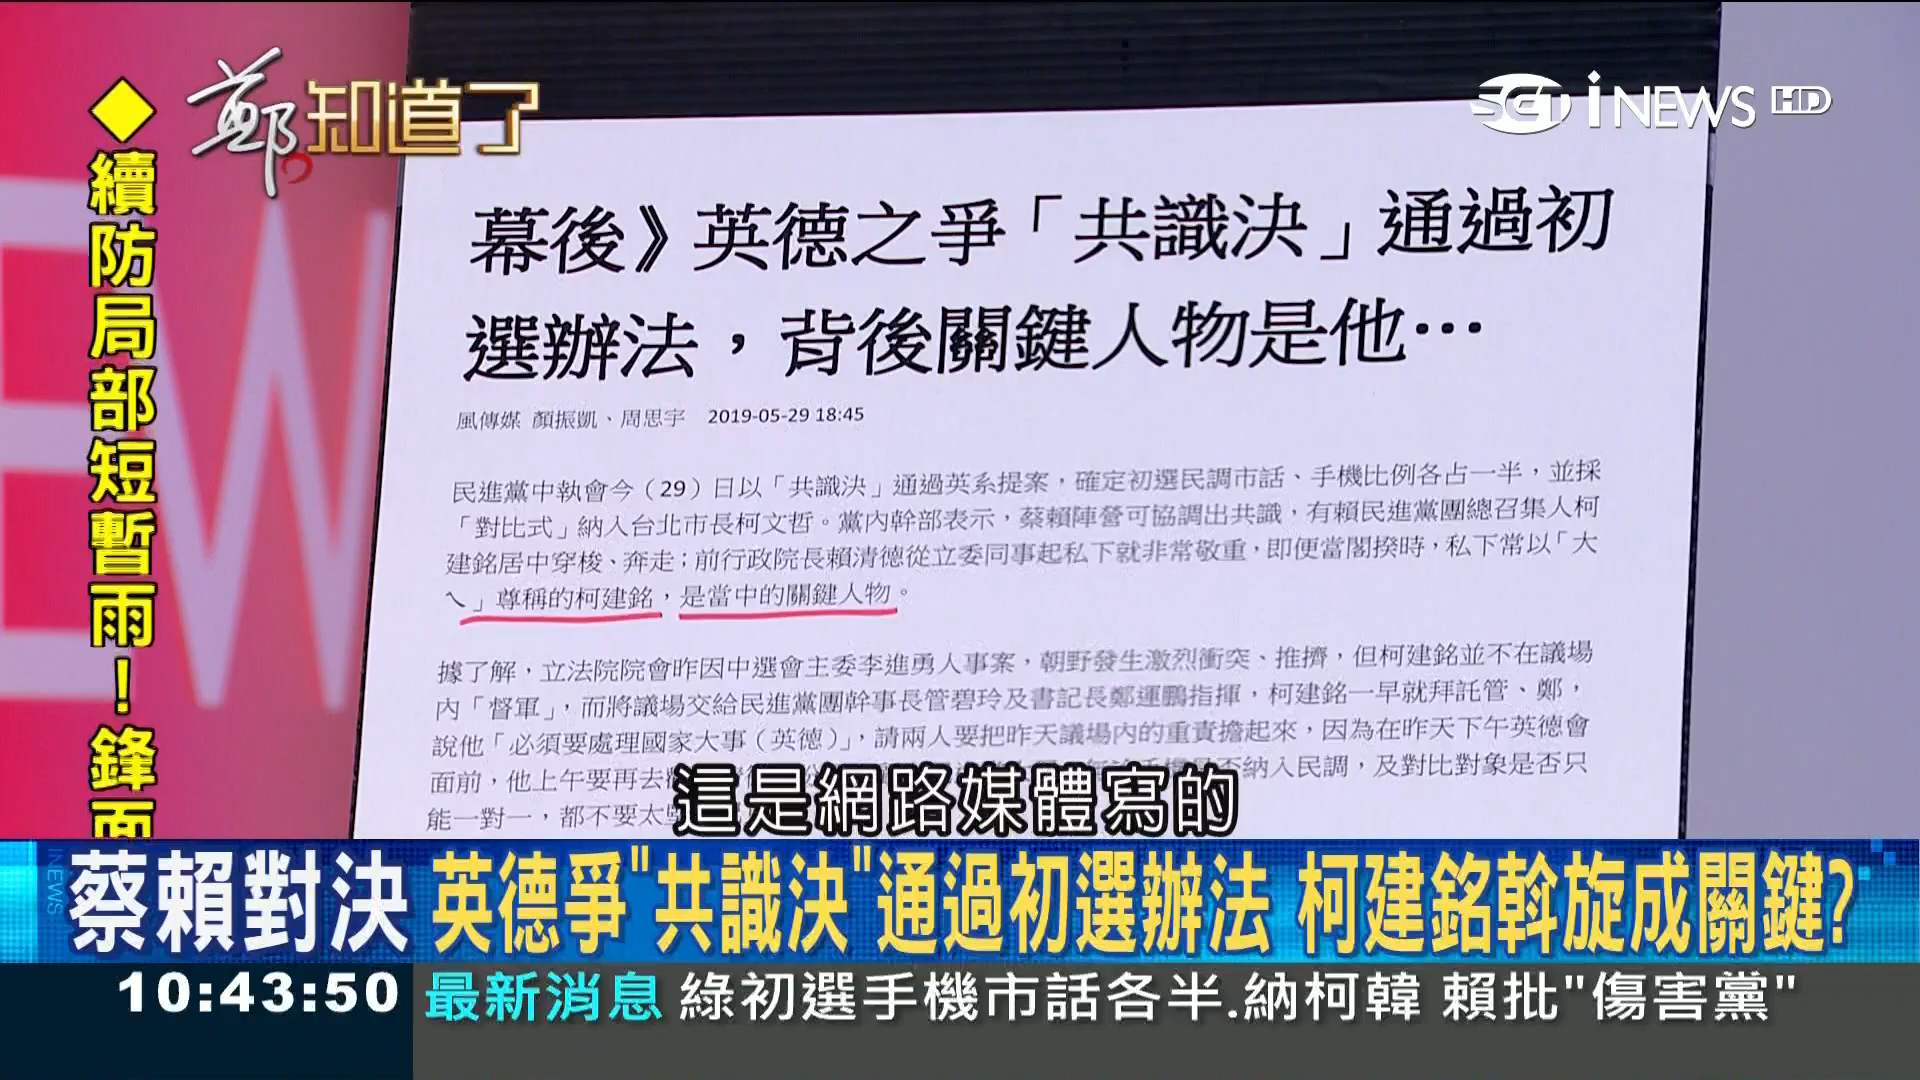 鄭知道了
SET iNEWS HD
◆續防局部短暫雨！鋒面
幕後》英德之爭「共識決」通過初
選辦法，背後關鍵人物是他…
風傳媒 顏振凱、周思宇 2019-05-29 18:45
民進黨中執會今（29）日以「共識決」通過英系提案，確定初選民調市話、手機比例各占一半，並採
「對比式」納入台北市長柯文哲。黨內幹部表示，蔡賴陣營可協調出共識，有賴民進黨團總召集人柯
建銘居中穿梭、奔走；前行政院長賴清德從立委同事起私下就非常敬重，即便當閣揆時，私下常以「大
ㄟ」尊稱的柯建銘，是當中的關鍵人物。
據了解，立法院院會昨因中選會主委李進勇人事案，朝野發生激烈衝突、推擠，但柯建銘並不在議場
內「督軍」，而將議場交給民進黨團幹事長管碧玲及書記長鄭運鵬指揮，柯建銘一早就拜託管、鄭，
說他「必須要處理國家大事（英德）」，請兩人要把昨天議場內的重責擔起來，因為在昨天下午英德會
面前，他上午要再去 納入民調，及對比對象是否只
能一對一，都不要太
這是網路媒體寫的
iNEWS
蔡賴對決 英德爭"共識決"通過初選辦法 柯建銘斡旋成關鍵?
10:43:50 最新消息 綠初選手機市話各半.納柯韓 賴批"傷害黨"